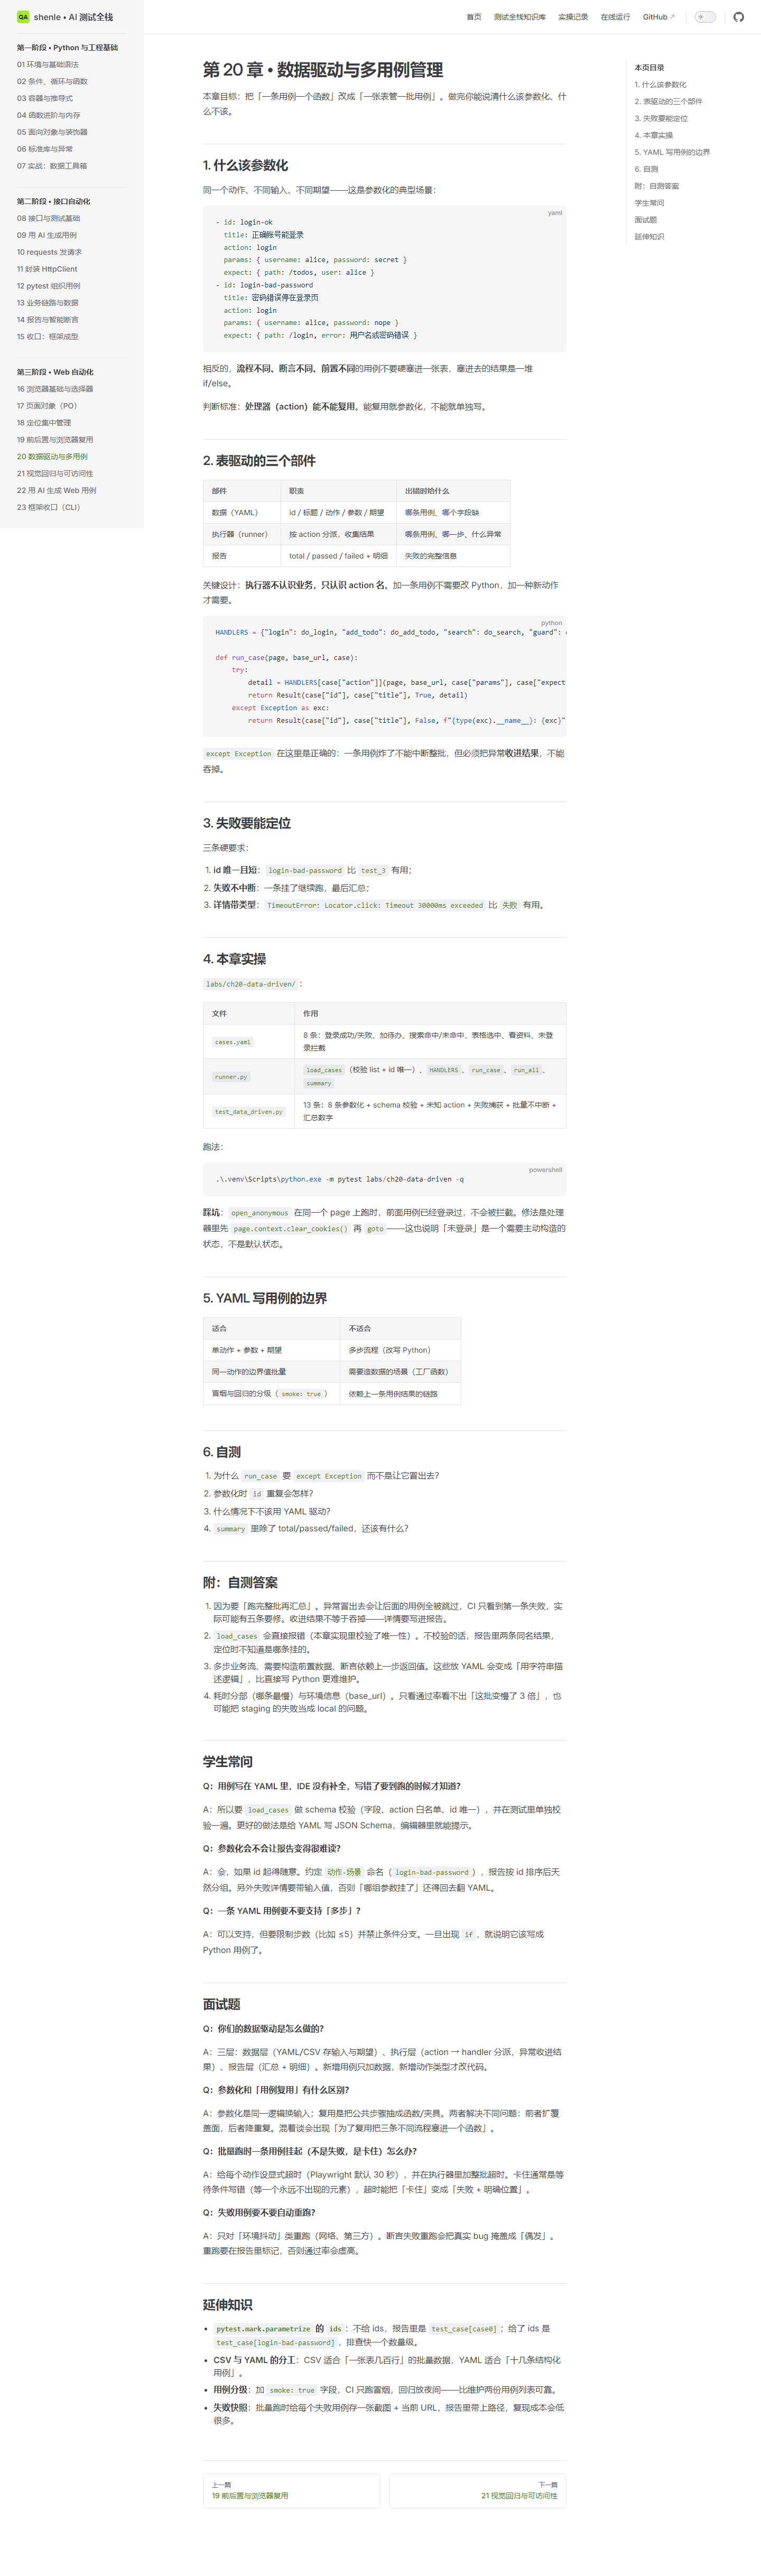 shenle • AI 测试全栈
首页 测试全栈知识库 实操记录 在线运行 GitHub
第一阶段 • Python 与工程基础
01 环境与基础语法
02 条件、循环与函数
03 容器与推导式
04 函数进阶与内存
05 面向对象与装饰器
06 标准库与异常
07 实战：数据工具箱
第二阶段 • 接口自动化
08 接口与测试基础
09 用 AI 生成用例
10 requests 发请求
11 封装 HttpClient
12 pytest 组织用例
13 业务链路与数据
14 报告与智能断言
15 收口：框架成型
第三阶段 • Web 自动化
16 浏览器基础与选择器
17 页面对象（PO）
18 定位集中管理
19 前后置与浏览器复用
20 数据驱动与多用例
21 视觉回归与可访问性
22 用 AI 生成 Web 用例
23 框架收口（CLI）
第 20 章 • 数据驱动与多用例管理
本章目标：把「一条用例一个函数」改成「一张表管一批用例」。做完你能说清什么该参数化、什
么不该。
1. 什么该参数化
同一个动作、不同输入、不同期望——这是参数化的典型场景：
yaml
- id: login-ok
title: 正确账号能登录
action: login
params: { username: alice, password: secret }
expect: { path: /todos, user: alice }
- id: login-bad-password
title: 密码错误停在登录页
action: login
params: { username: alice, password: nope }
expect: { path: /login, error: 用户名或密码错误 }
相反的，流程不同、断言不同、前置不同的用例不要硬塞进一张表，塞进去的结果是一堆
if/else。
判断标准：处理器（action）能不能复用。能复用就参数化，不能就单独写。
2. 表驱动的三个部件
部件 职责 出错时给什么
数据（YAML） id / 标题 / 动作 / 参数 / 期望 哪条用例、哪个字段缺
执行器（runner） 按 action 分派，收集结果 哪条用例、哪一步、什么异常
报告 total / passed / failed + 明细 失败的完整信息
关键设计：执行器不认识业务，只认识 action 名。加一条用例不需要改 Python，加一种新动作
才需要。
python
HANDLERS = {"login": do_login, "add_todo": do_add_todo, "search": do_search, "guard":
def run_case(page, base_url, case):
try:
detail = HANDLERS[case["action"]](page, base_url, case["params"], case["expect
return Result(case["id"], case["title"], True, detail)
except Exception as exc:
return Result(case["id"], case["title"], False, f"{type(exc).__name__}: {exc}"
except Exception 在这里是正确的：一条用例炸了不能中断整批，但必须把异常收进结果，不能
吞掉。
3. 失败要能定位
三条硬要求：
1. id 唯一且短：login-bad-password 比 test_3 有用；
2. 失败不中断：一条挂了继续跑，最后汇总；
3. 详情带类型：TimeoutError: Locator.click: Timeout 30000ms exceeded 比 失败 有用。
4. 本章实操
labs/ch20-data-driven/：
文件 作用
cases.yaml 8 条：登录成功/失败、加待办、搜索命中/未命中、表格选中、看资料、未登
录拦截
runner.py load_cases（校验 list + id 唯一）、HANDLERS、run_case、run_all、
summary
test_data_driven.py 13 条：8 条参数化 + schema 校验 + 未知 action + 失败捕获 + 批量不中断 +
汇总数字
跑法：
powershell
.\.venv\Scripts\python.exe -m pytest labs/ch20-data-driven -q
踩坑：open_anonymous 在同一个 page 上跑时，前面用例已经登录过，不会被拦截。修法是处理
器里先 page.context.clear_cookies() 再 goto——这也说明「未登录」是一个需要主动构造的
状态，不是默认状态。
5. YAML 写用例的边界
适合 不适合
单动作 + 参数 + 期望 多步流程（改写 Python）
同一动作的边界值批量 需要造数据的场景（工厂函数）
冒烟与回归的分级（smoke: true） 依赖上一条用例结果的链路
6. 自测
1. 为什么 run_case 要 except Exception 而不是让它冒出去？
2. 参数化时 id 重复会怎样？
3. 什么情况下不该用 YAML 驱动？
4. summary 里除了 total/passed/failed，还该有什么？
附：自测答案
1. 因为要「跑完整批再汇总」。异常冒出去会让后面的用例全被跳过，CI 只看到第一条失败，实
际可能有五条要修。收进结果不等于吞掉——详情要写进报告。
2. load_cases 会直接报错（本章实现里校验了唯一性）。不校验的话，报告里两条同名结果，
定位时不知道是哪条挂的。
3. 多步业务流、需要构造前置数据、断言依赖上一步返回值。这些放 YAML 会变成「用字符串描
述逻辑」，比直接写 Python 更难维护。
4. 耗时分部（哪条最慢）与环境信息（base_url）。只看通过率看不出「这批变慢了 3 倍」，也
可能把 staging 的失败当成 local 的问题。
学生常问
Q：用例写在 YAML 里，IDE 没有补全，写错了要到跑的时候才知道？
A：所以要 load_cases 做 schema 校验（字段、action 白名单、id 唯一），并在测试里单独校
验一遍。更好的做法是给 YAML 写 JSON Schema，编辑器里就能提示。
Q：参数化会不会让报告变得很难读？
A：会，如果 id 起得随意。约定 动作-场景 命名（login-bad-password），报告按 id 排序后天
然分组。另外失败详情要带输入值，否则「哪组参数挂了」还得回去翻 YAML。
Q：一条 YAML 用例要不要支持「多步」？
A：可以支持，但要限制步数（比如 ≤5）并禁止条件分支。一旦出现 if，就说明它该写成
Python 用例了。
面试题
Q：你们的数据驱动是怎么做的？
A：三层：数据层（YAML/CSV 存输入与期望）、执行层（action → handler 分派，异常收进结
果）、报告层（汇总 + 明细）。新增用例只加数据，新增动作类型才改代码。
Q：参数化和「用例复用」有什么区别？
A：参数化是同一逻辑换输入；复用是把公共步骤抽成函数/夹具。两者解决不同问题：前者扩覆
盖面，后者降重复。混着谈会出现「为了复用把三条不同流程塞进一个函数」。
Q：批量跑时一条用例挂起（不是失败，是卡住）怎么办？
A：给每个动作设显式超时（Playwright 默认 30 秒），并在执行器里加整批超时。卡住通常是等
待条件写错（等一个永远不出现的元素），超时能把「卡住」变成「失败 + 明确位置」。
Q：失败用例要不要自动重跑？
A：只对「环境抖动」类重跑（网络、第三方）。断言失败重跑会把真实 bug 掩盖成「偶发」。
重跑要在报告里标记，否则通过率会虚高。
延伸知识
pytest.mark.parametrize 的 ids：不给 ids，报告里是 test_case[case0]；给了 ids 是
test_case[login-bad-password]，排查快一个数量级。
CSV 与 YAML 的分工：CSV 适合「一张表几百行」的批量数据，YAML 适合「十几条结构化
用例」。
用例分级：加 smoke: true 字段，CI 只跑冒烟，回归放夜间——比维护两份用例列表可靠。
失败快照：批量跑时给每个失败用例存一张截图 + 当前 URL，报告里带上路径，复现成本会低
很多。
上一篇
19 前后置与浏览器复用
下一篇
21 视觉回归与可访问性
本页目录
1. 什么该参数化
2. 表驱动的三个部件
3. 失败要能定位
4. 本章实操
5. YAML 写用例的边界
6. 自测
附：自测答案
学生常问
面试题
延伸知识